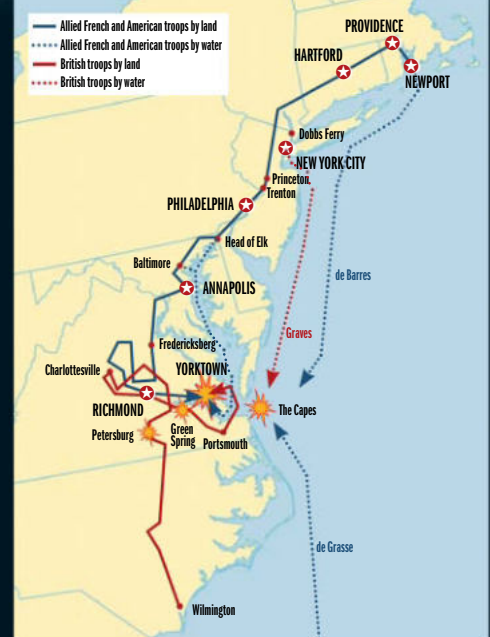 Allied French and American troops by land
Allied French and American troops by water
British troops by land
British troops by water
PROVIDENCE
HARTFORD
NEWPORT
Dobbs Ferry
NEW YORK CITY
Princeton
Trenton
PHILADELPHIA
Head of Elk
Baltimore
de Barres
ANNAPOLIS
Graves
Fredericksberg
Charlottesville
YORKTOWN
RICHMOND
The Capes
Petersburg
Green
Spring
Portsmouth
de Grasse
Wilmington